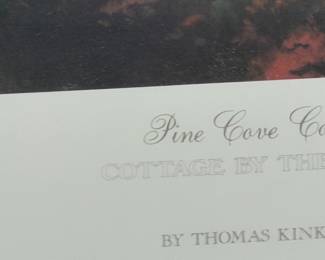 Pine Cove Co
COTTAGE BY THE
BY THOMAS KINK